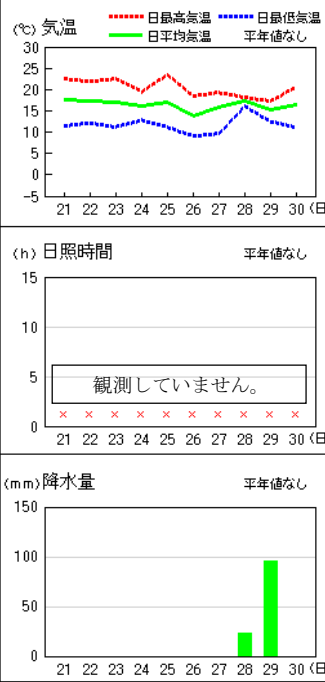 日最高気温 日最低気温
(℃) 気温 日平均気温 平年値なし
30
25
20
15
10
5
0
-5
21 22 23 24 25 26 27 28 29 30 (日
(h) 日照時間 平年値なし
15
10
5
観測していません。
0
21 22 23 24 25 26 27 28 29 30 (日
(mm) 降水量 平年値なし
150
100
50
0
21 22 23 24 25 26 27 28 29 30 (日